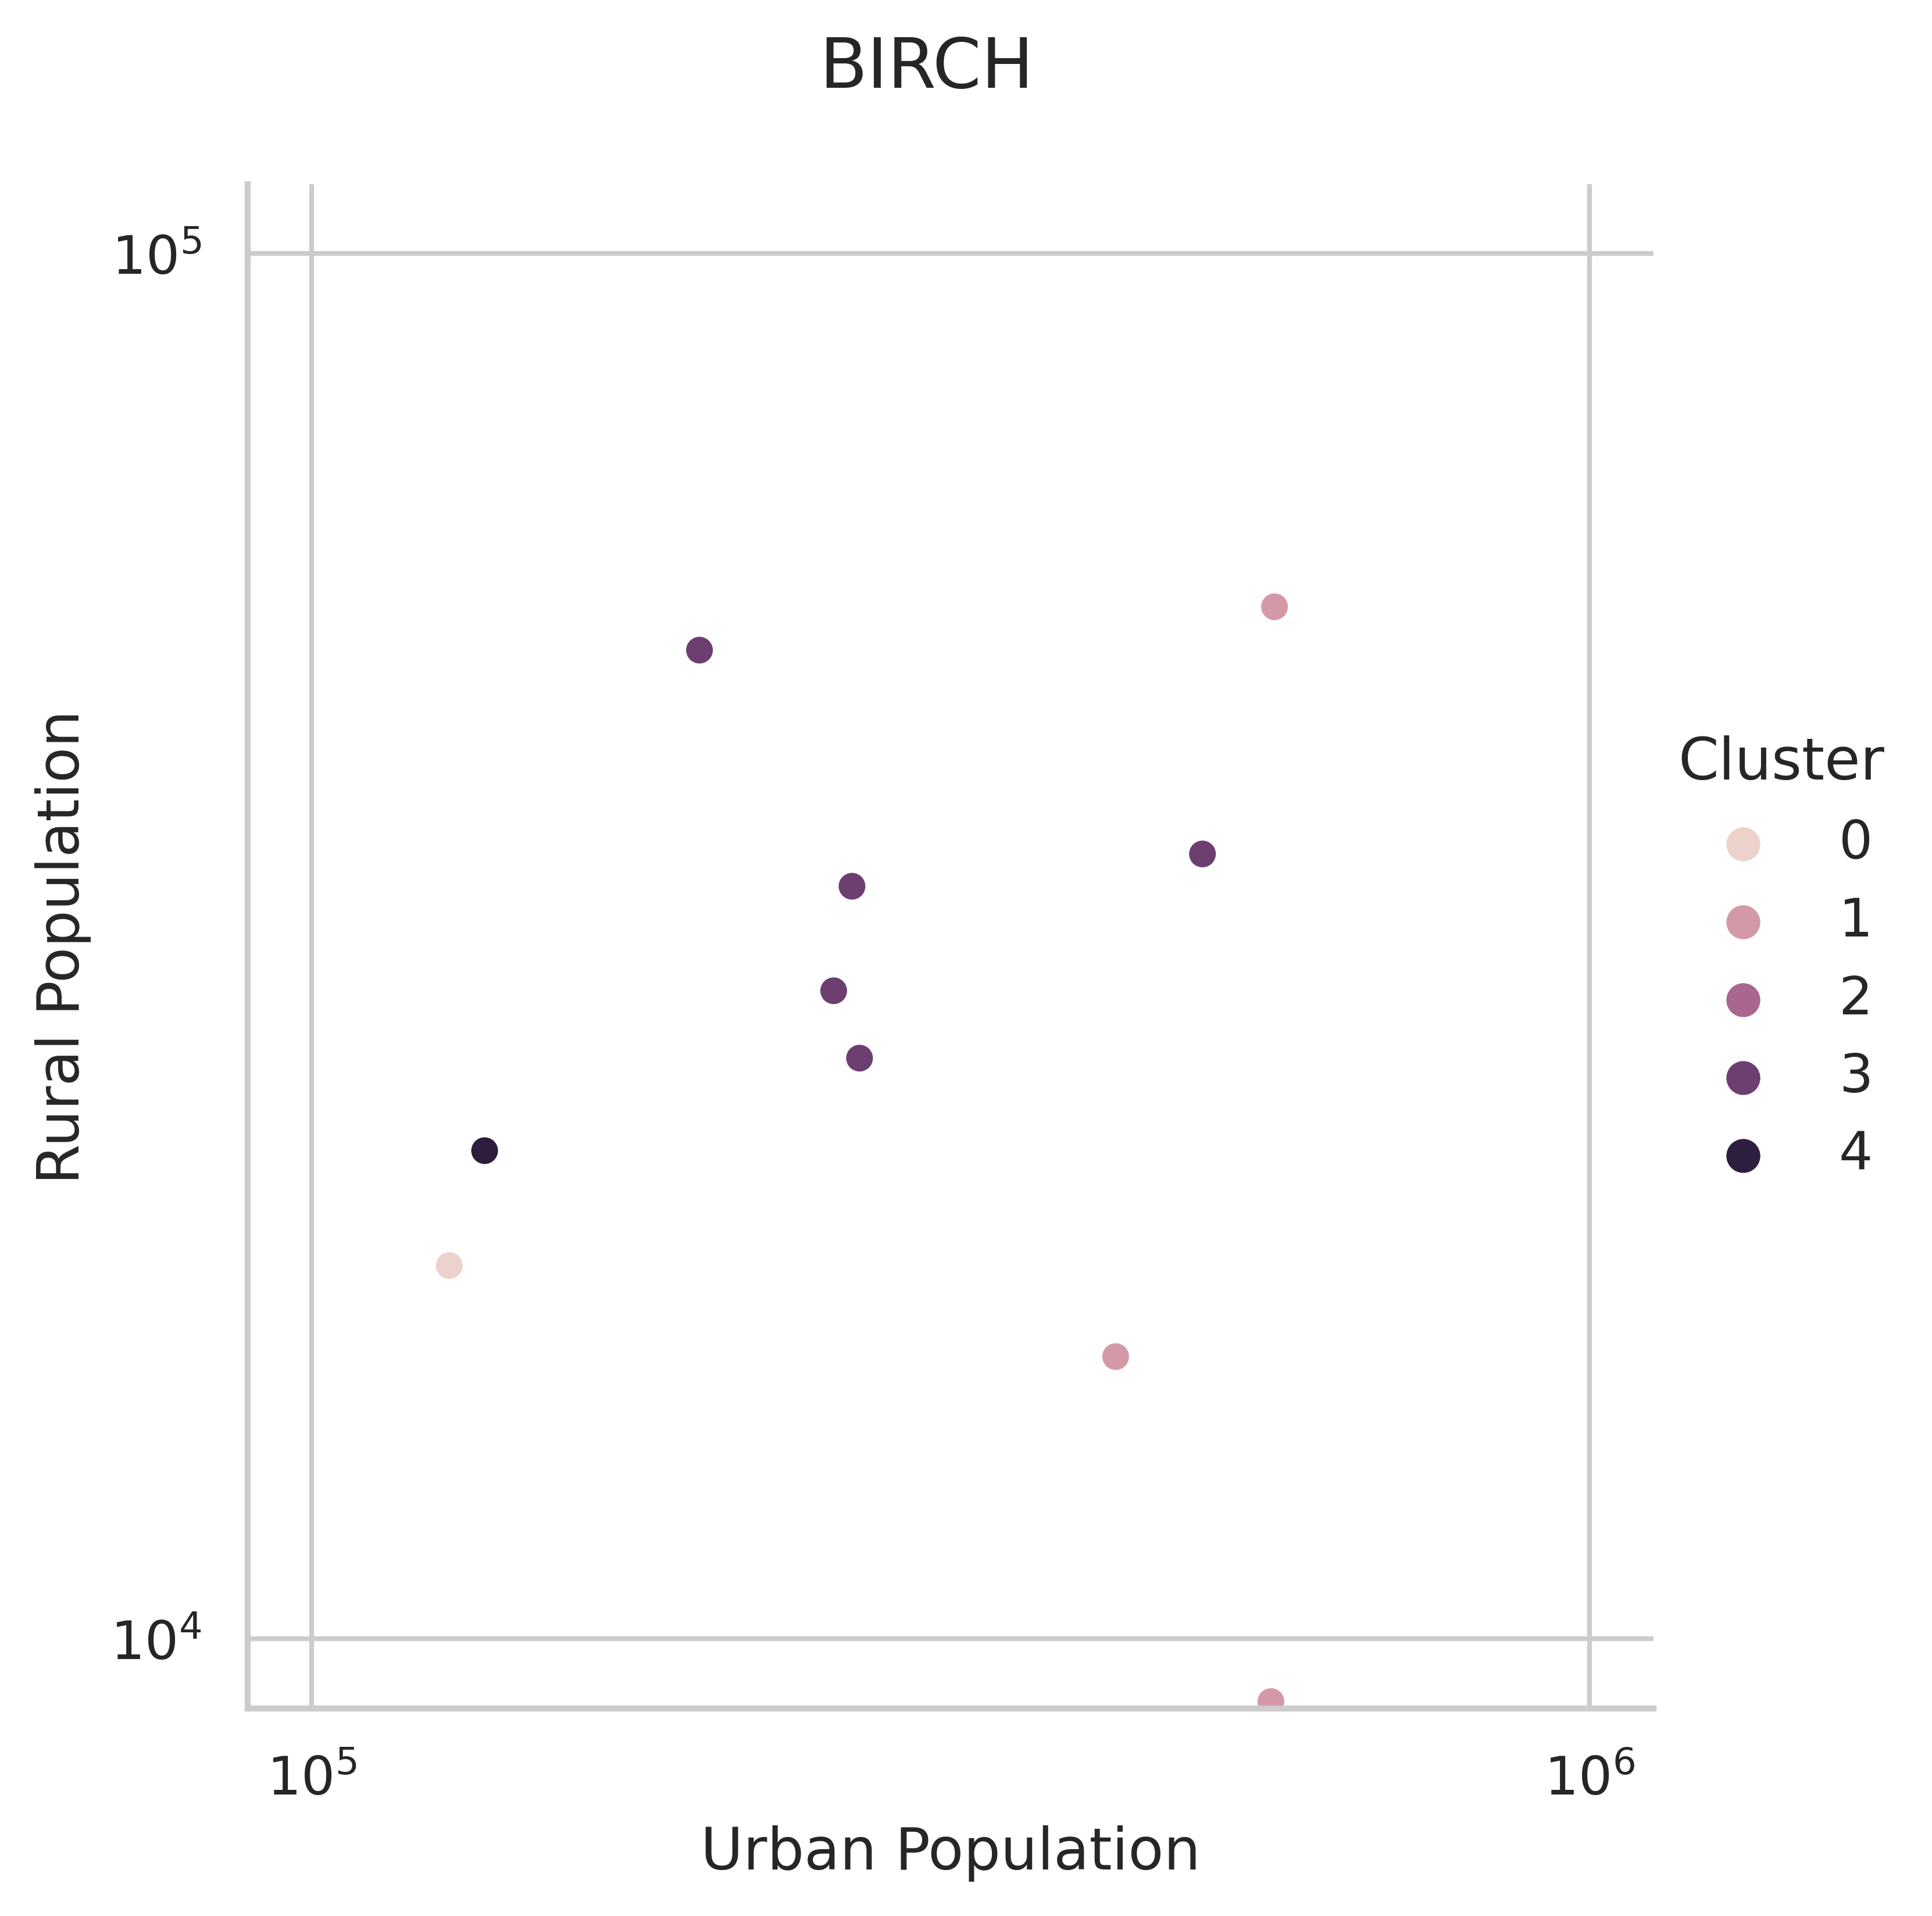 BIRCH
10^5
10^4
Rural Population
10^5
10^6
Urban Population
Cluster
0
1
2
3
4